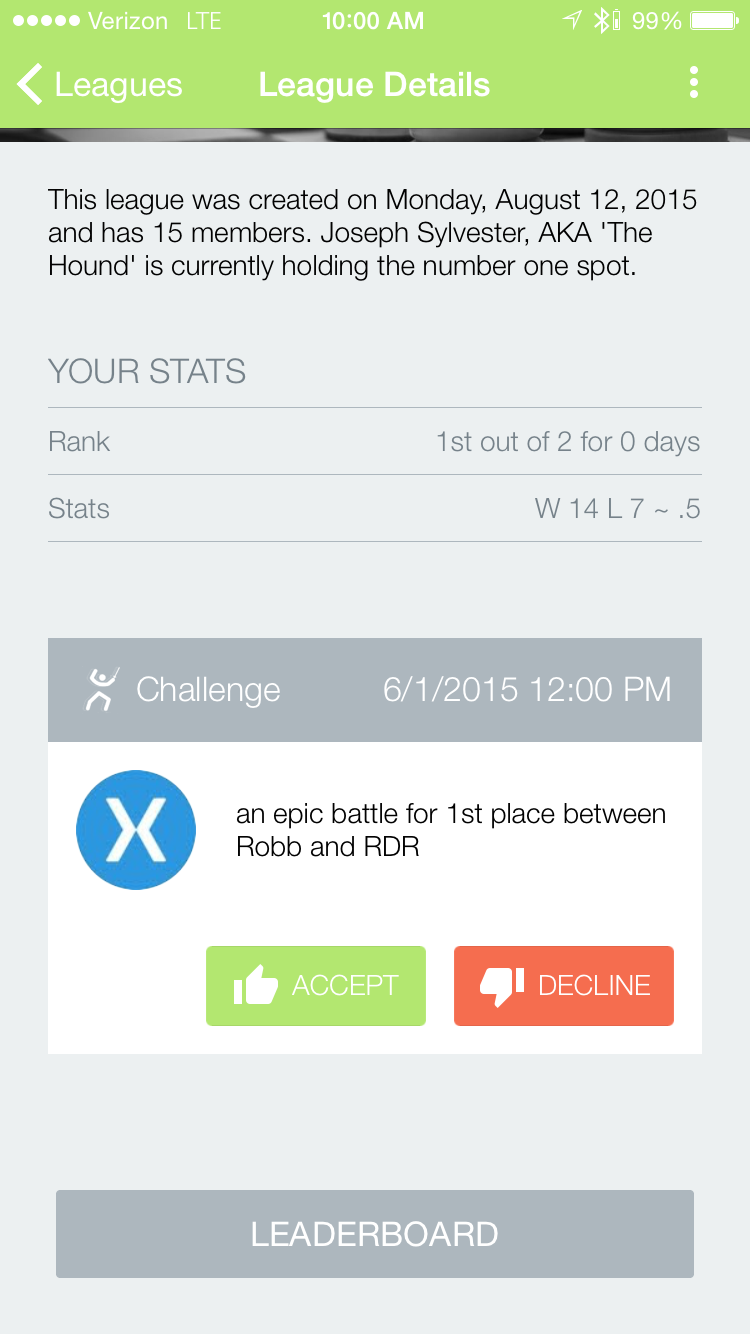 Verizon LTE 10:00 AM 99%
Leagues League Details
This league was created on Monday, August 12, 2015
and has 15 members. Joseph Sylvester, AKA 'The
Hound' is currently holding the number one spot.
YOUR STATS
Rank 1st out of 2 for 0 days
Stats W 14 L 7 ~ .5
Challenge 6/1/2015 12:00 PM
X
an epic battle for 1st place between
Robb and RDR
ACCEPT DECLINE
LEADERBOARD